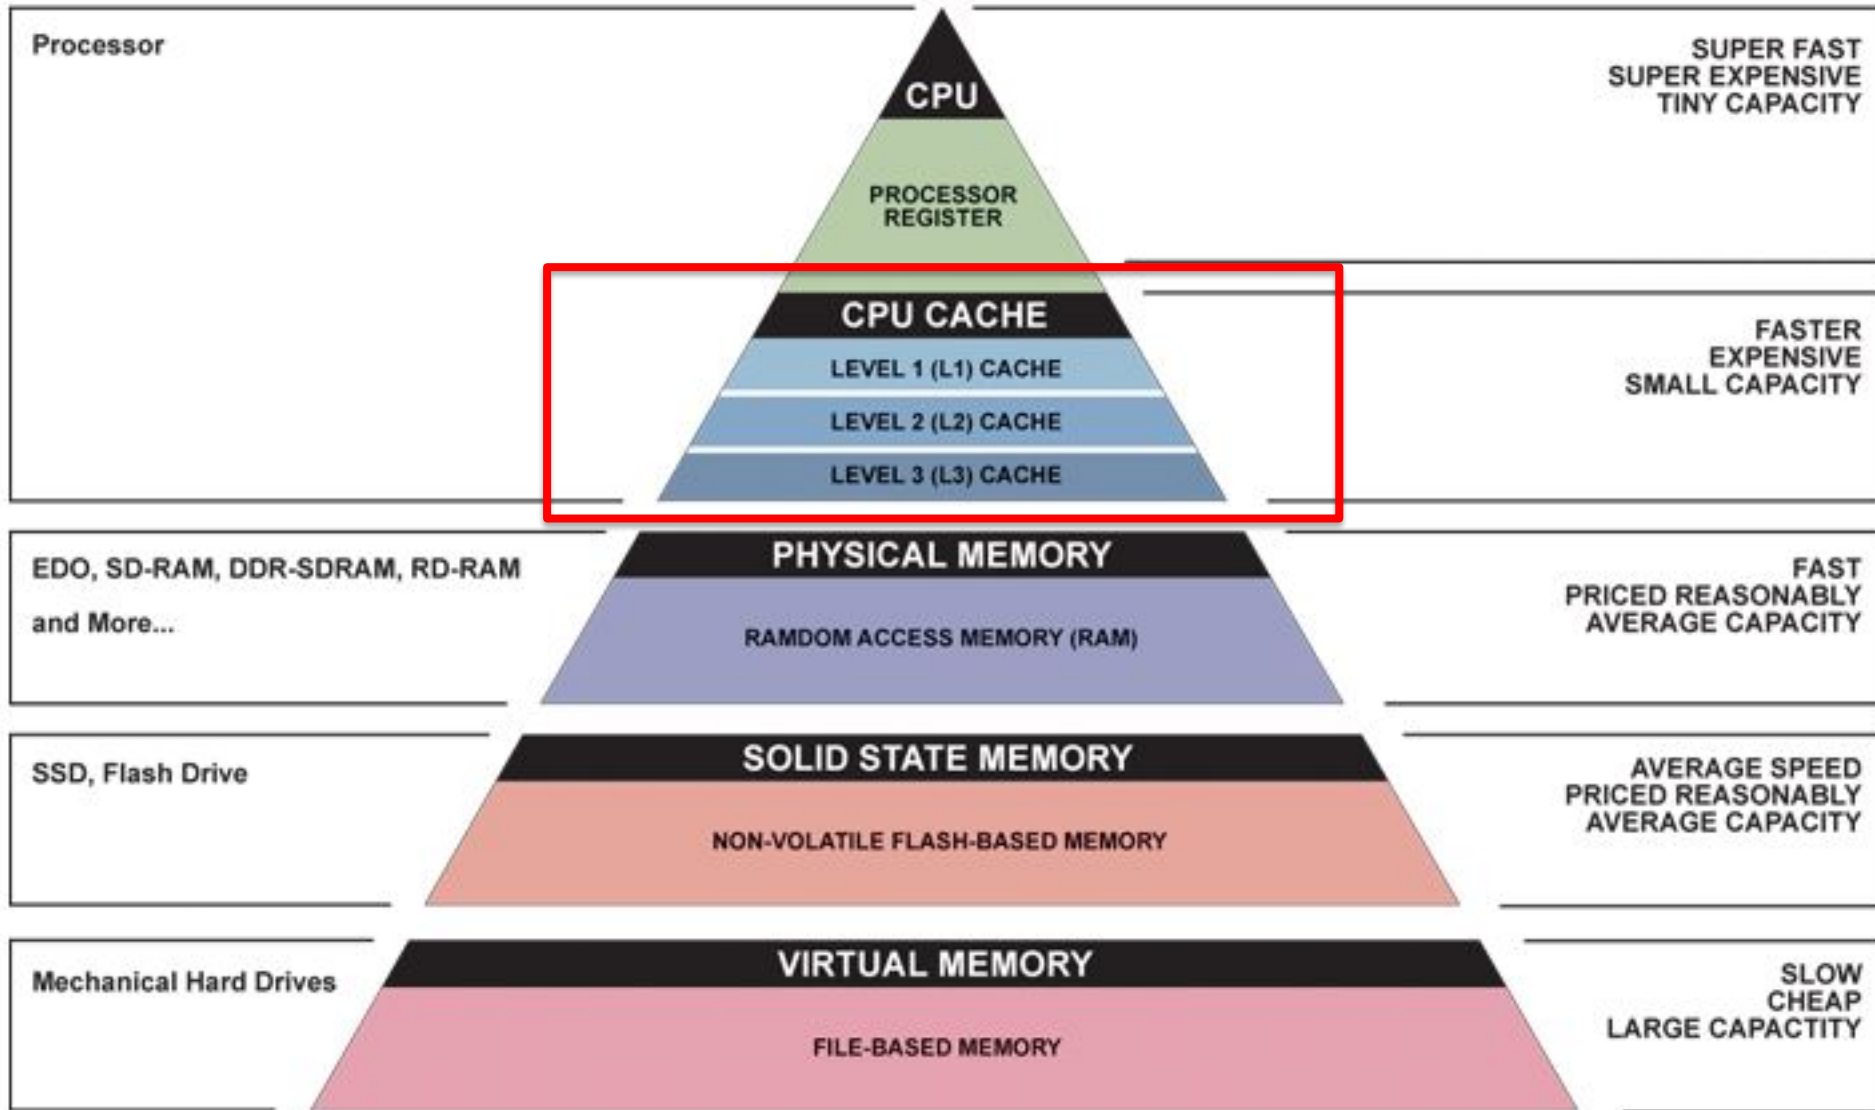 Processor
CPU
SUPER FAST
SUPER EXPENSIVE
TINY CAPACITY
PROCESSOR
REGISTER
CPU CACHE
LEVEL 1 (L1) CACHE
LEVEL 2 (L2) CACHE
LEVEL 3 (L3) CACHE
FASTER
EXPENSIVE
SMALL CAPACITY
EDO, SD-RAM, DDR-SDRAM, RD-RAM
and More...
PHYSICAL MEMORY
RAMDOM ACCESS MEMORY (RAM)
FAST
PRICED REASONABLY
AVERAGE CAPACITY
SSD, Flash Drive
SOLID STATE MEMORY
NON-VOLATILE FLASH-BASED MEMORY
AVERAGE SPEED
PRICED REASONABLY
AVERAGE CAPACITY
Mechanical Hard Drives
VIRTUAL MEMORY
FILE-BASED MEMORY
SLOW
CHEAP
LARGE CAPACTITY